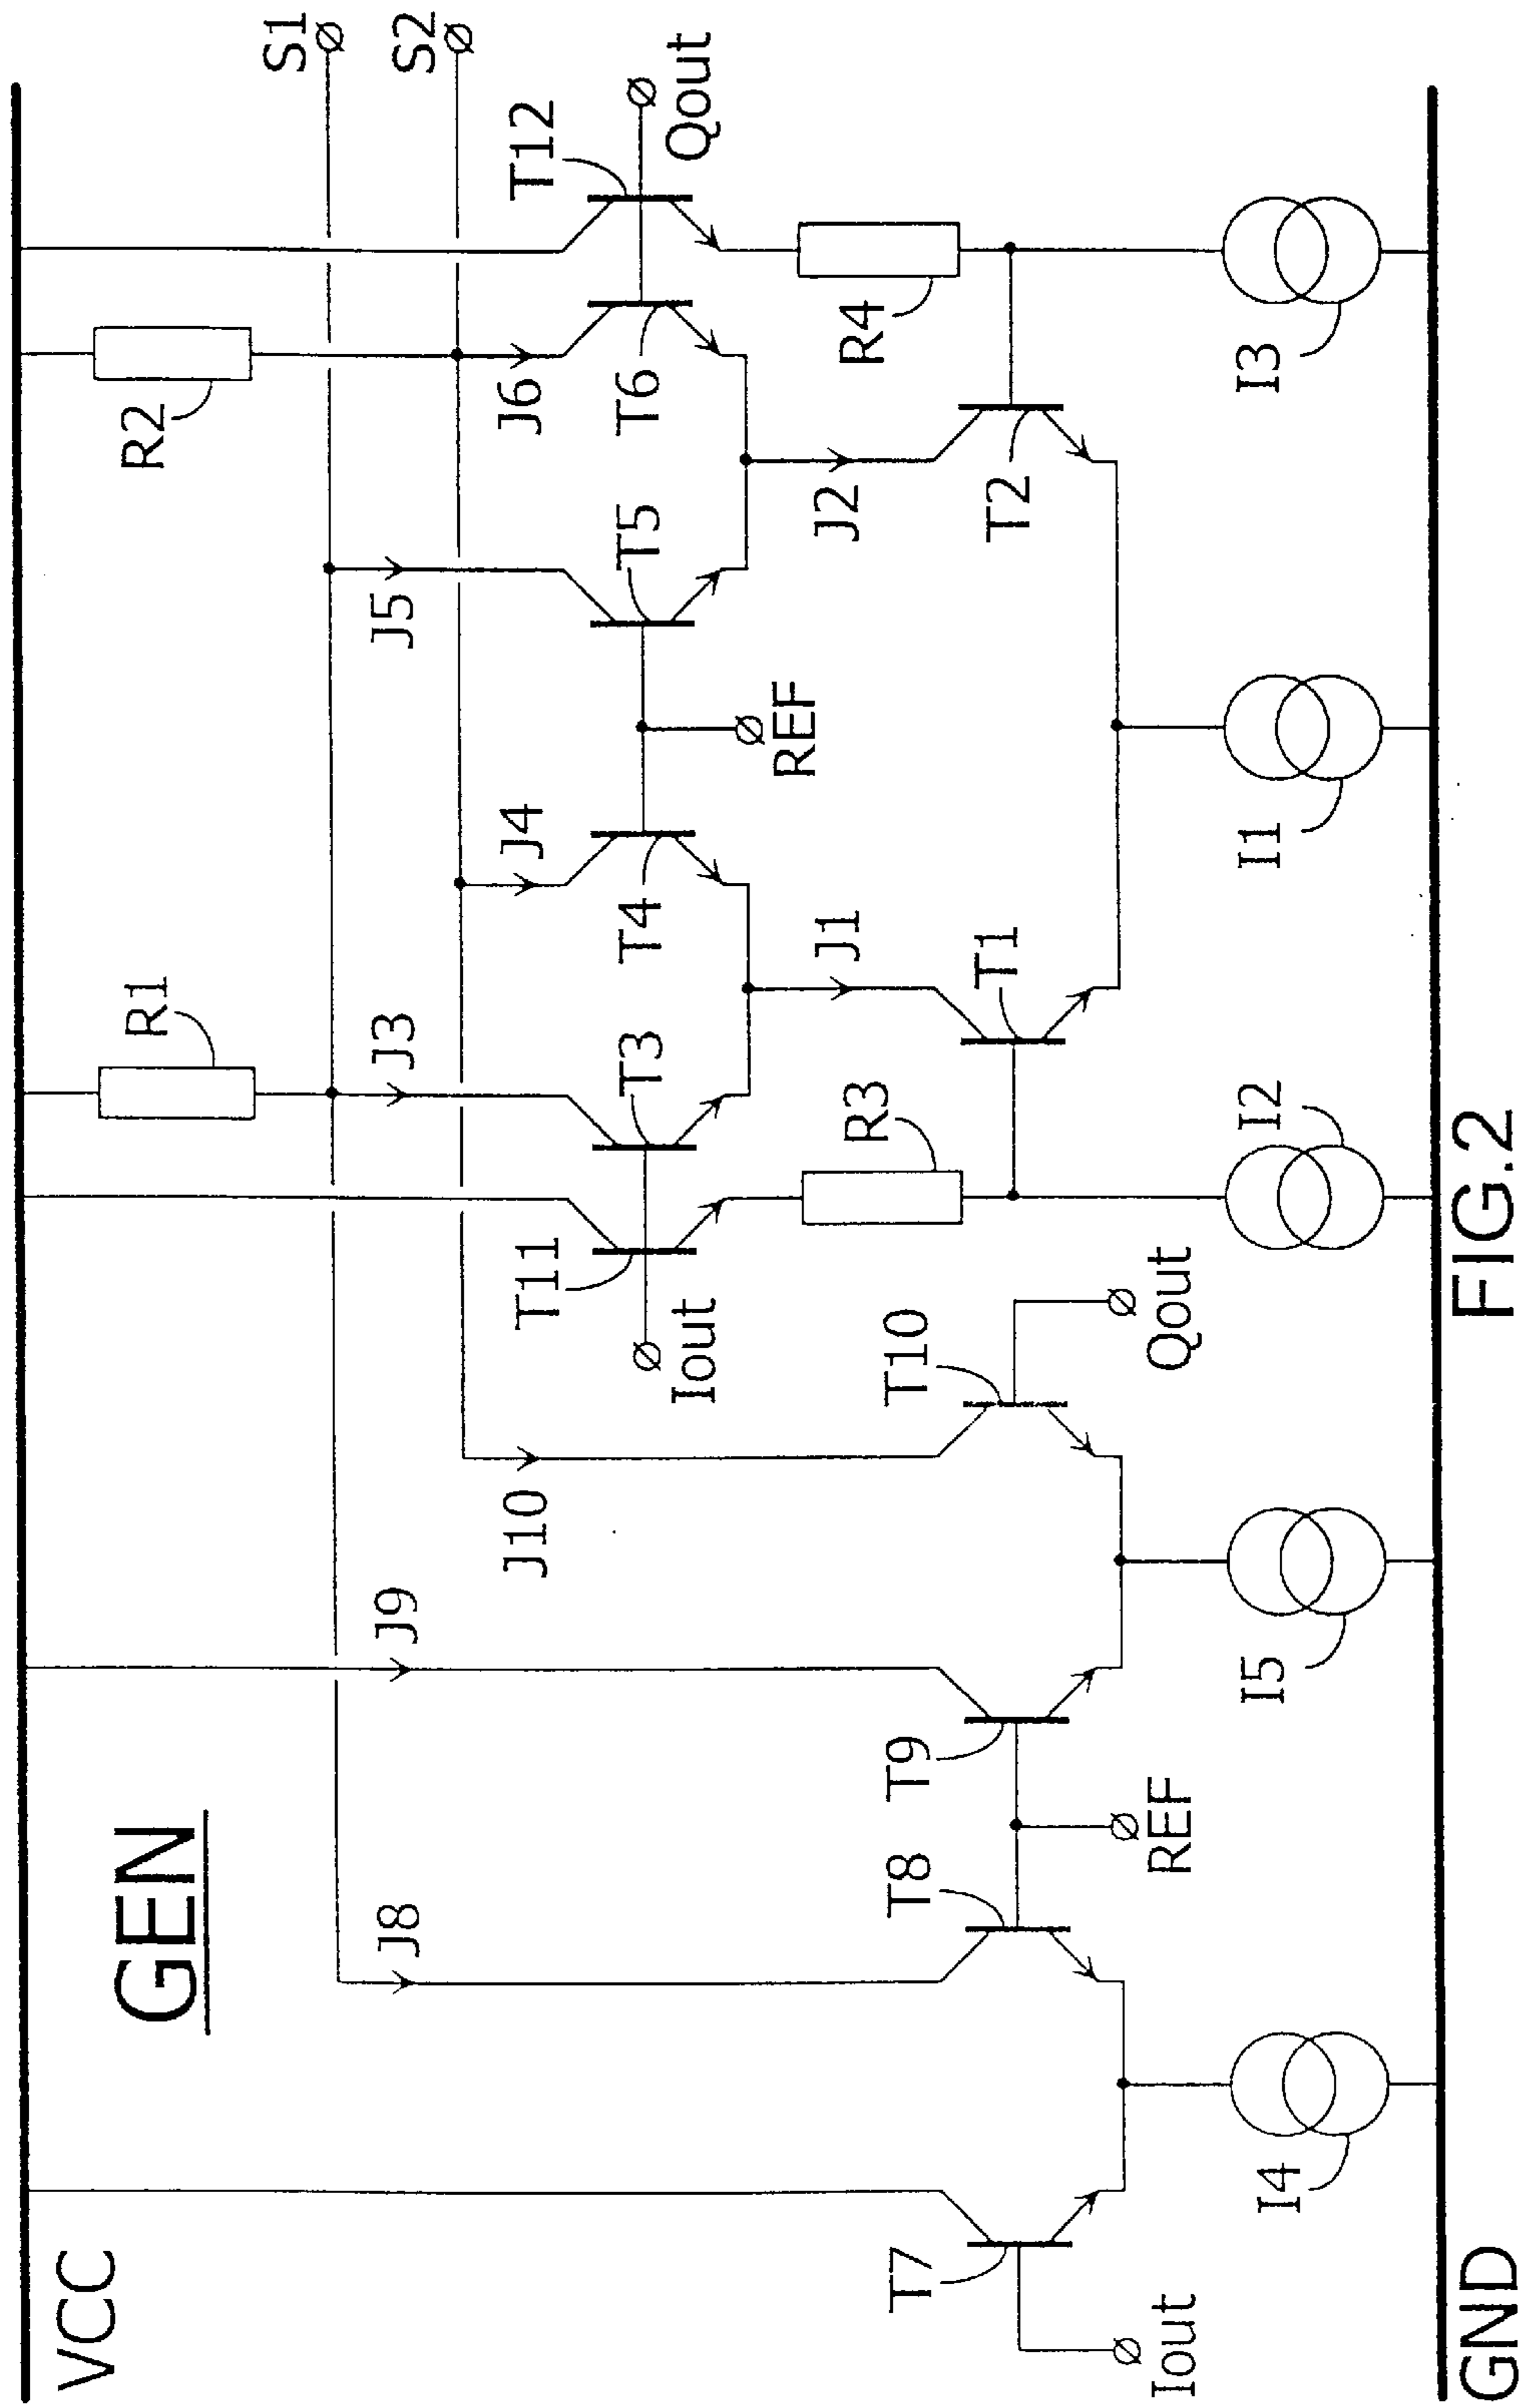 VCC
GEN
R1
R2
S1
S2
J8
J9
J3
J5
J10
J4
J6
T11
T3
T4
T5
T6
T12
Iout
REF
Qout
J1
J2
R3
R4
T7
T8
T9
T10
T1
T2
Iout
REF
Qout
I4
I5
I2
I1
I3
GND
FIG.2